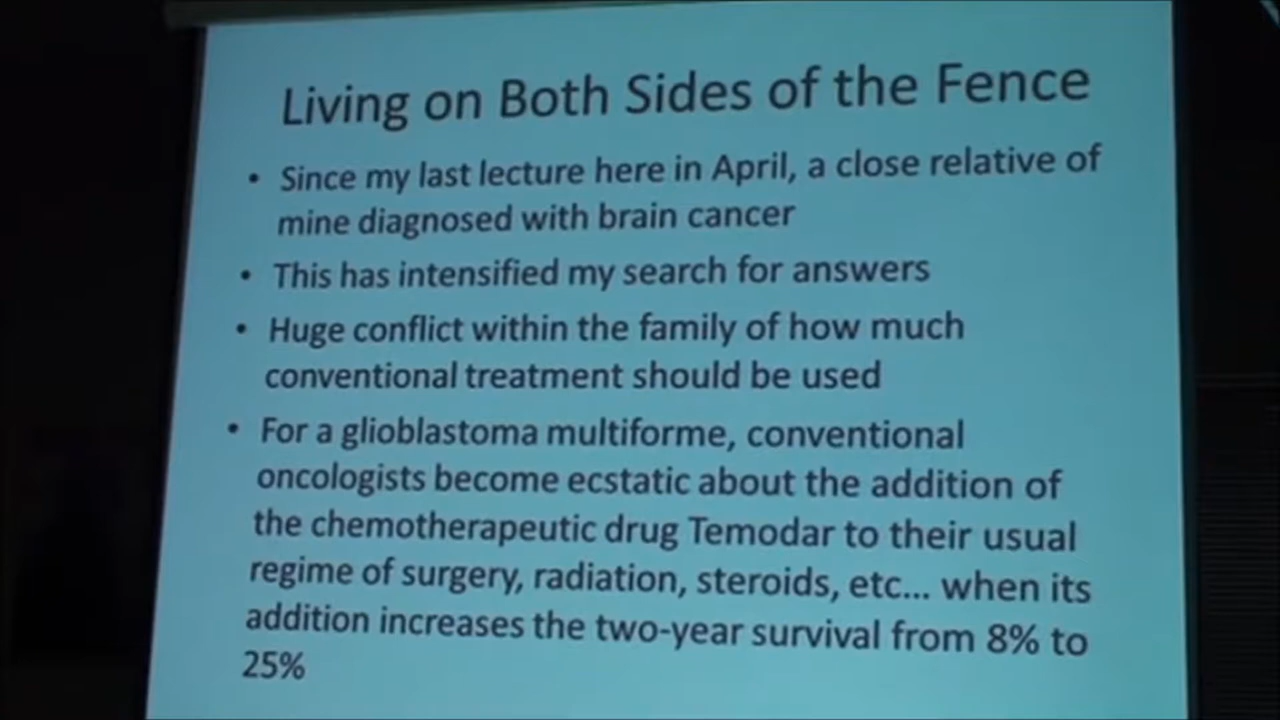 Living on Both Sides of the Fence
• Since my last lecture here in April, a close relative of
mine diagnosed with brain cancer
• This has intensified my search for answers
• Huge conflict within the family of how much
conventional treatment should be used
• For a glioblastoma multiforme, conventional
oncologists become ecstatic about the addition of
the chemotherapeutic drug Temodar to their usual
regime of surgery, radiation, steroids, etc... when its
addition increases the two-year survival from 8% to
25%